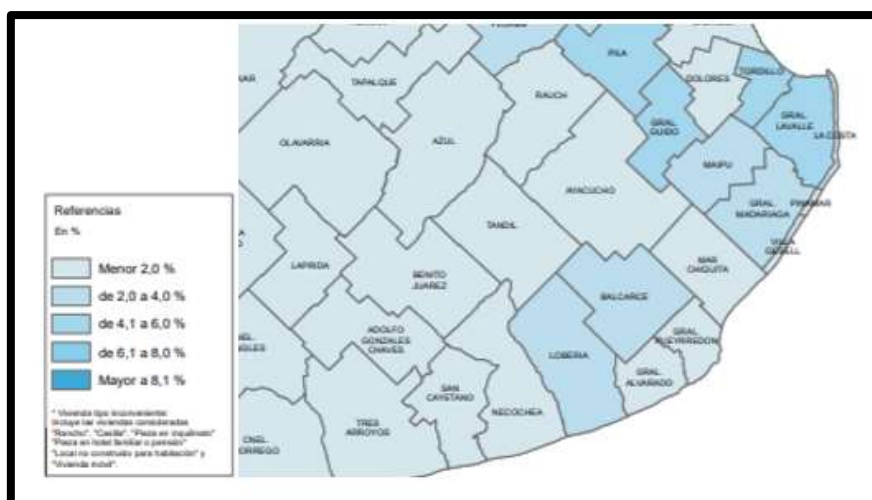 PILA
TAPALQUE
DOLORES
TORDILLO
RAUCH
GRAL.
LAVALLE
LA COSTA
GRAL
GUIDO
OLAVARRIA
AZUL
MAIPU
AYACUCHO
GRAL
MADARIAGA
PINAMAR
TANDIL
VILLA
GESELL
MAR
CHIQUITA
LAPRIDA
BENITO
JUAREZ
BALCARCE
GRAL
PUEYRREDON
ADOLFO
GONZALES
CHAVES
LOBERIA
GRAL
ALVARADO
SAN
CAYETANO
NECOCHEA
TRES
ARROYOS
CNEL
Referencias
En %
Menor 2,0 %
de 2,0 a 4,0 %
de 4,1 a 6,0 %
de 6,1 a 8,0 %
Mayor a 8,1 %
* Vivienda tipo inconveniente:
Incluye las viviendas consideradas
"Rancho", "Casilla", "Pieza en inquilinato"
"Pieza en hotel familiar o pensión"
"Local no construido para habitación" y
"Vivienda móvil".